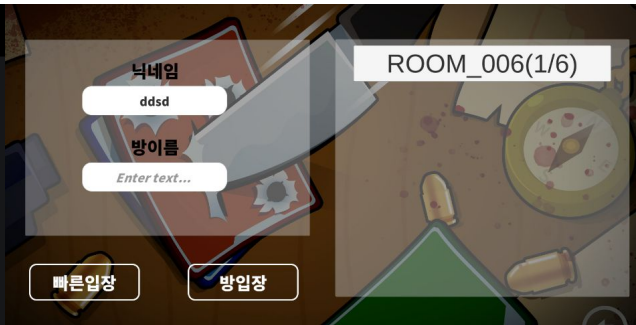 닉네임
ddsd
방이름
Enter text...
빠른입장
방입장
ROOM_006(1/6)